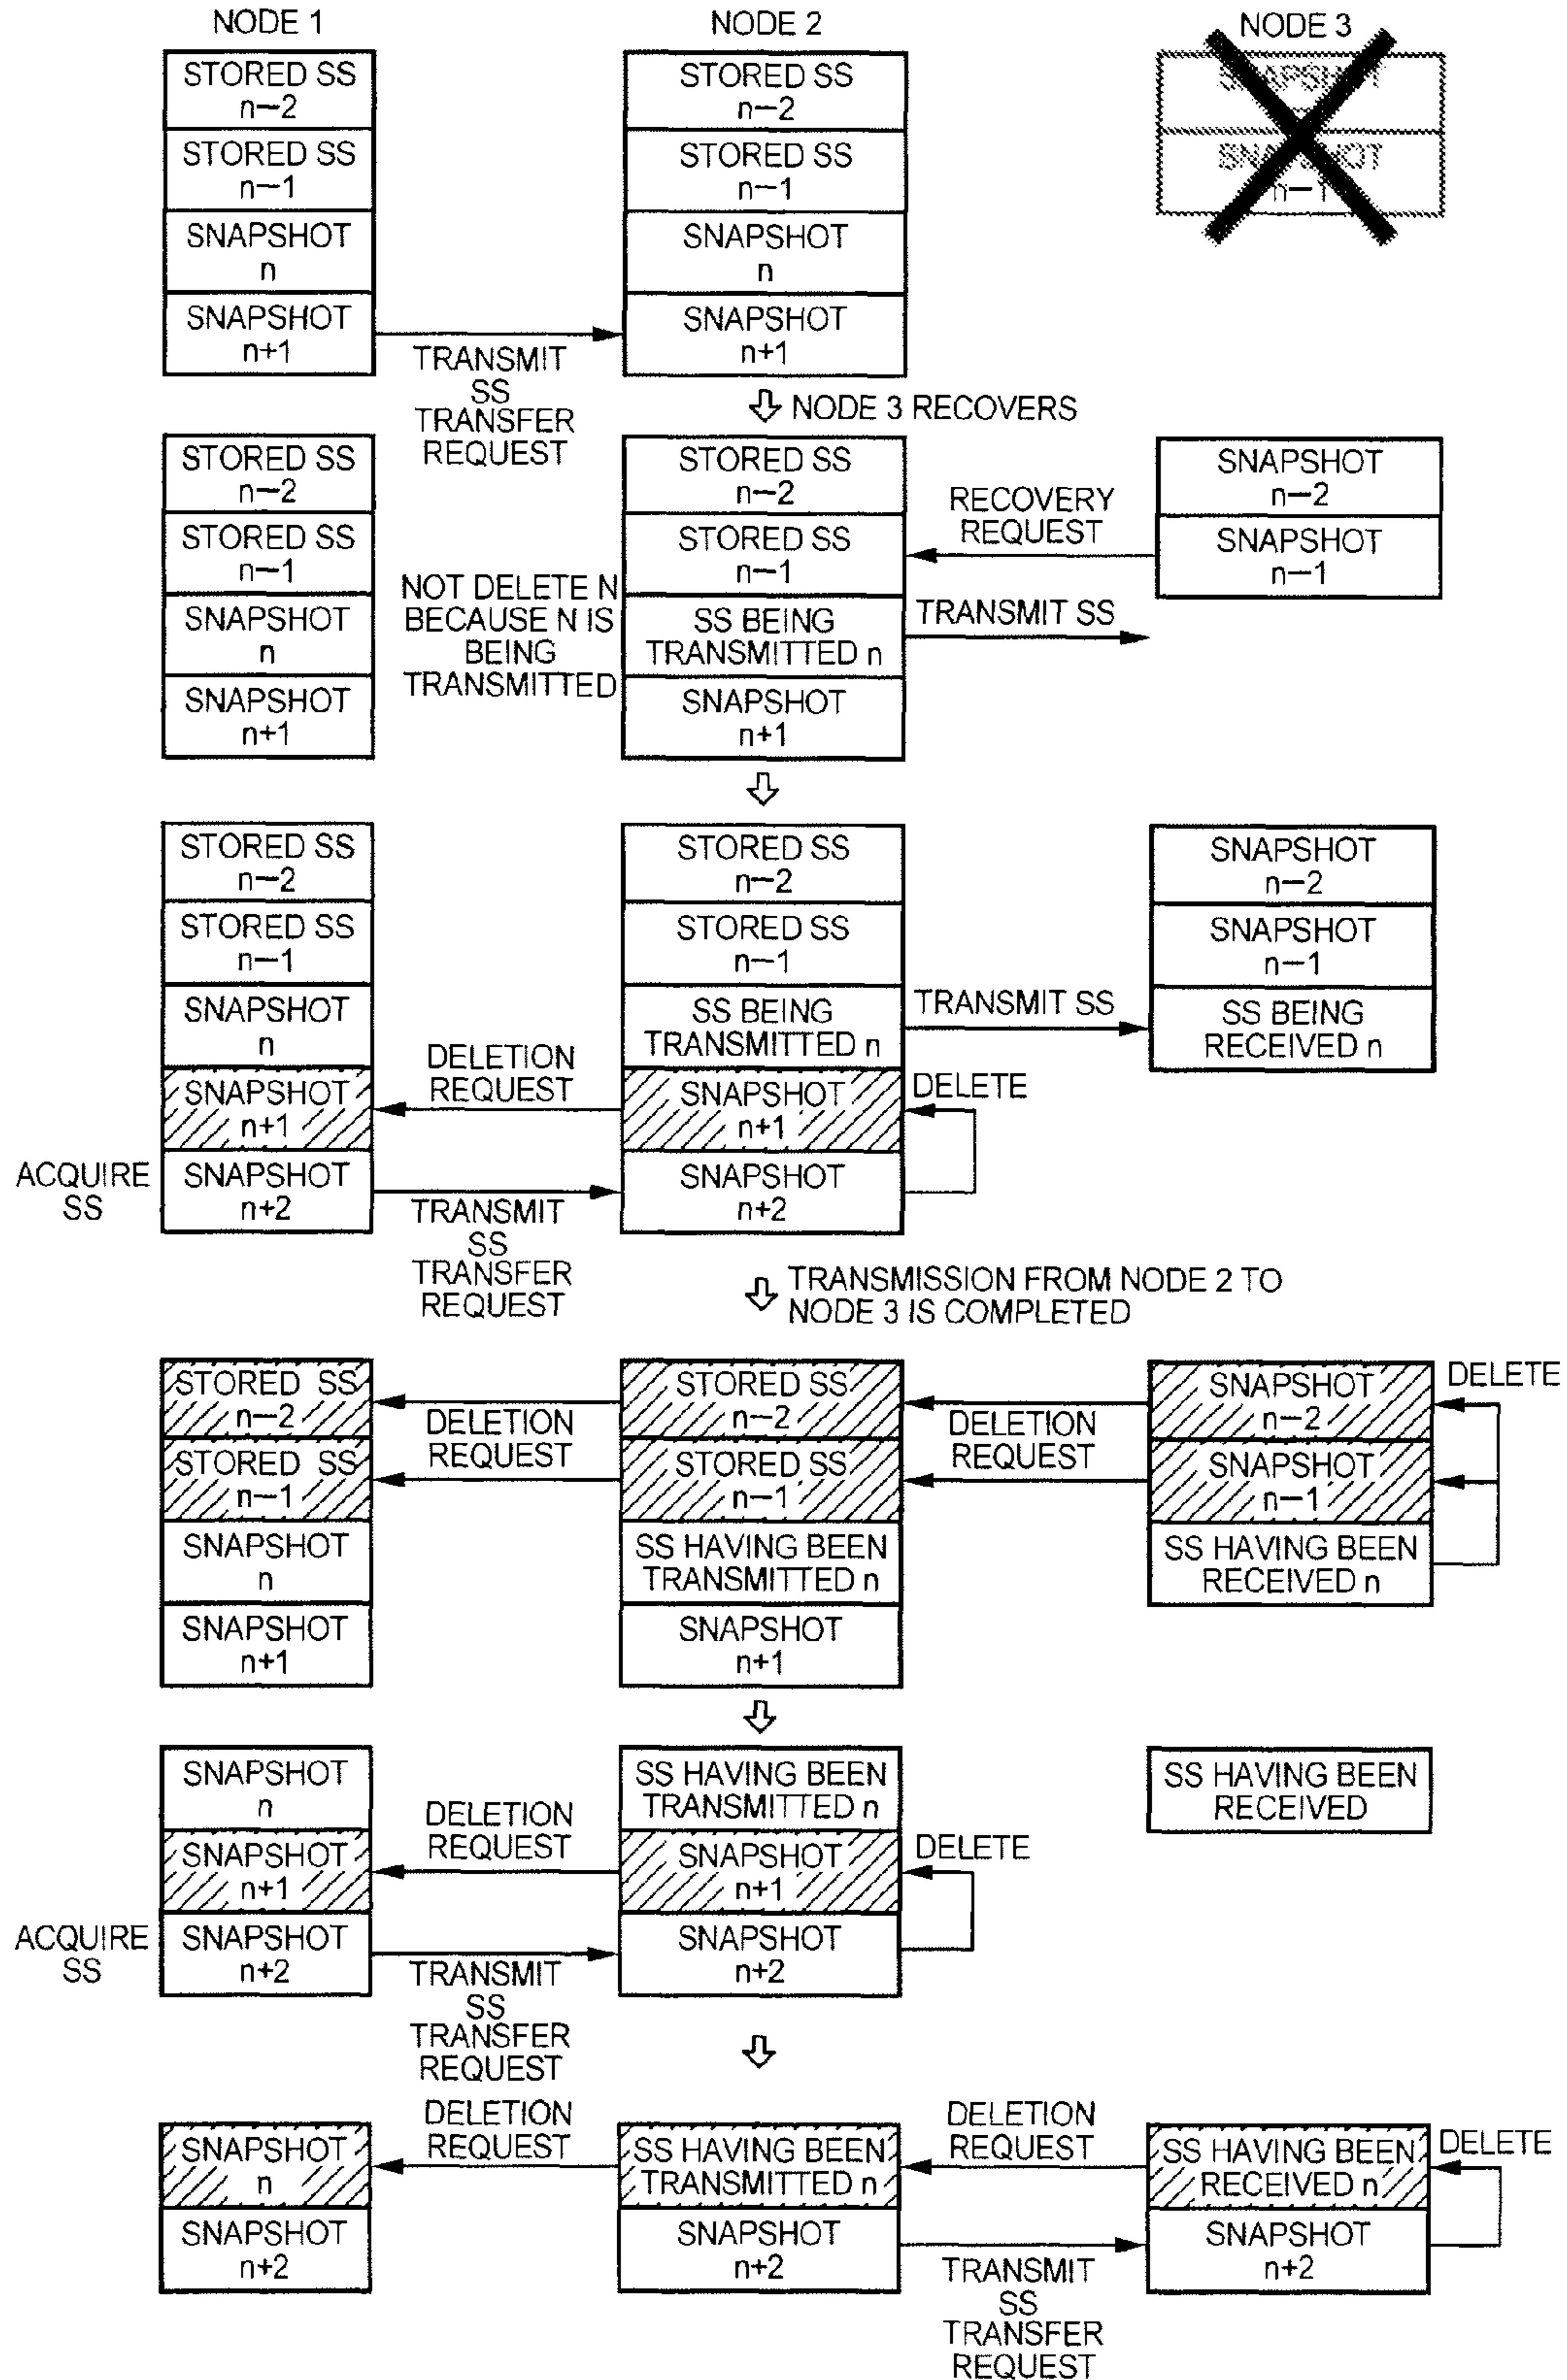 NODE 1
NODE 2
NODE 3
STORED SS
n−2
STORED SS
n−1
SNAPSHOT
n
SNAPSHOT
n+1
TRANSMIT
SS
TRANSFER
REQUEST
STORED SS
n−2
STORED SS
n−1
SNAPSHOT
n
SNAPSHOT
n+1
SNAPSHOT
SNAPSHOT
n−1
NODE 3 RECOVERS
STORED SS
n−2
STORED SS
n−1
SNAPSHOT
n
SNAPSHOT
n+1
NOT DELETE N
BECAUSE N IS
BEING
TRANSMITTED
STORED SS
n−2
STORED SS
n−1
SS BEING
TRANSMITTED n
SNAPSHOT
n+1
RECOVERY
REQUEST
TRANSMIT SS
SNAPSHOT
n−2
SNAPSHOT
n−1
STORED SS
n−2
STORED SS
n−1
SNAPSHOT
n
SNAPSHOT
n+1
ACQUIRE
SS
SNAPSHOT
n+2
DELETION
REQUEST
TRANSMIT
SS
TRANSFER
REQUEST
STORED SS
n−2
STORED SS
n−1
SS BEING
TRANSMITTED n
SNAPSHOT
n+1
SNAPSHOT
n+2
TRANSMIT SS
DELETE
SNAPSHOT
n−2
SNAPSHOT
n−1
SS BEING
RECEIVED n
TRANSMISSION FROM NODE 2 TO
NODE 3 IS COMPLETED
STORED SS
n−2
STORED SS
n−1
SNAPSHOT
n
SNAPSHOT
n+1
DELETION
REQUEST
STORED SS
n−2
STORED SS
n−1
SS HAVING BEEN
TRANSMITTED n
SNAPSHOT
n+1
DELETION
REQUEST
SNAPSHOT
n−2
SNAPSHOT
n−1
SS HAVING BEEN
RECEIVED n
DELETE
SNAPSHOT
n
SNAPSHOT
n+1
ACQUIRE
SS
SNAPSHOT
n+2
DELETION
REQUEST
TRANSMIT
SS
TRANSFER
REQUEST
SS HAVING BEEN
TRANSMITTED n
SNAPSHOT
n+1
SNAPSHOT
n+2
DELETE
SS HAVING BEEN
RECEIVED
SNAPSHOT
n
SNAPSHOT
n+2
DELETION
REQUEST
SS HAVING BEEN
TRANSMITTED n
SNAPSHOT
n+2
DELETION
REQUEST
TRANSMIT
SS
TRANSFER
REQUEST
SS HAVING BEEN
RECEIVED n
SNAPSHOT
n+2
DELETE